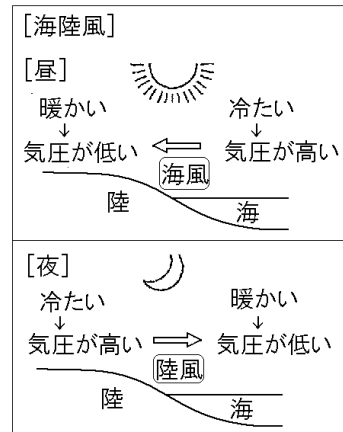 [海陸風]
[昼]
暖かい 冷たい
↓ ↓
気圧が低い ⇐ 気圧が高い
海風
陸 海
[夜]
冷たい 暖かい
↓ ↓
気圧が高い ⇒ 気圧が低い
陸風
陸 海